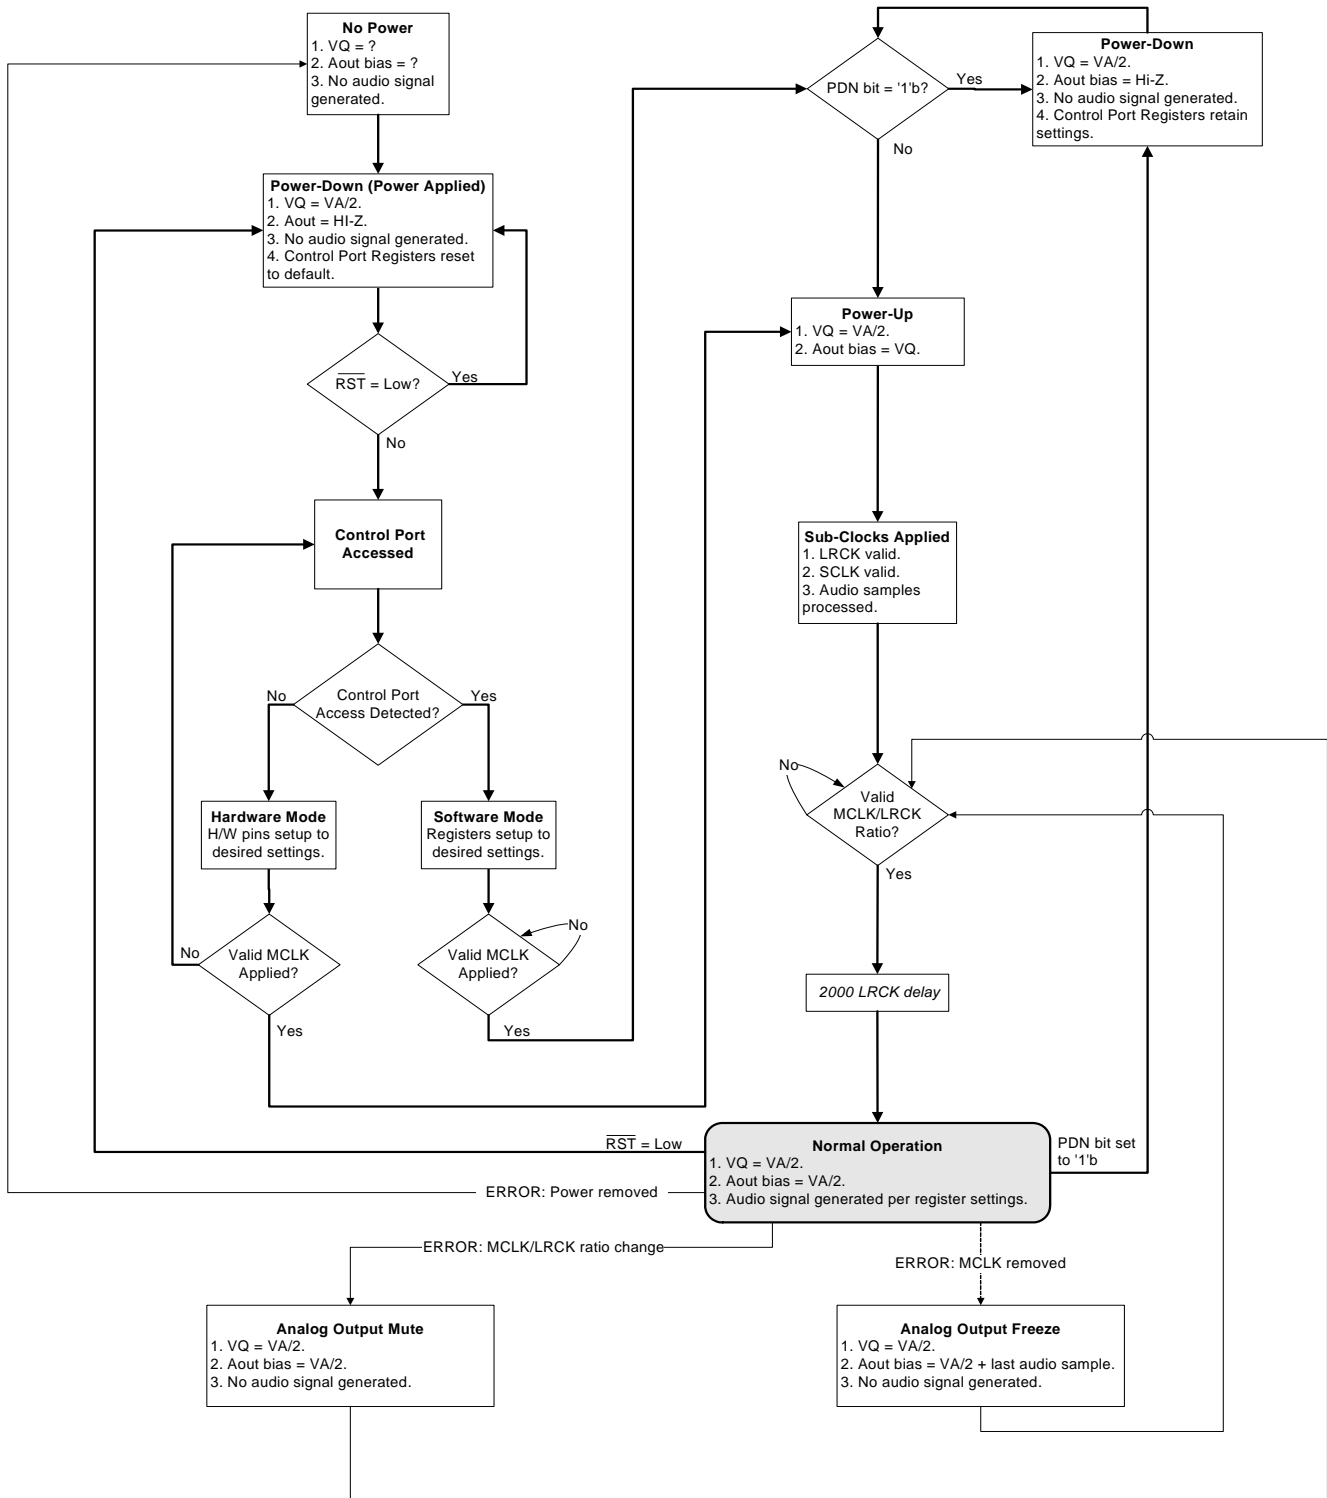 No Power
1. VQ = ?
2. Aout bias = ?
3. No audio signal
generated.
Power-Down (Power Applied)
1. VQ = VA/2.
2. Aout = HI-Z.
3. No audio signal generated.
4. Control Port Registers reset
to default.
RST = Low?
Yes
No
Control Port
Accessed
Control Port
Access Detected?
No
Yes
Hardware Mode
H/W pins setup to
desired settings.
Software Mode
Registers setup to
desired settings.
Valid MCLK
Applied?
No
Yes
Valid MCLK
Applied?
No
Yes
PDN bit = '1'b?
Yes
No
Power-Down
1. VQ = VA/2.
2. Aout bias = Hi-Z.
3. No audio signal generated.
4. Control Port Registers retain
settings.
Power-Up
1. VQ = VA/2.
2. Aout bias = VQ.
Sub-Clocks Applied
1. LRCK valid.
2. SCLK valid.
3. Audio samples
processed.
No
Valid
MCLK/LRCK
Ratio?
Yes
2000 LRCK delay
Normal Operation
1. VQ = VA/2.
2. Aout bias = VA/2.
3. Audio signal generated per register settings.
RST = Low
PDN bit set
to '1'b
ERROR: Power removed
ERROR: MCLK/LRCK ratio change
ERROR: MCLK removed
Analog Output Mute
1. VQ = VA/2.
2. Aout bias = VA/2.
3. No audio signal generated.
Analog Output Freeze
1. VQ = VA/2.
2. Aout bias = VA/2 + last audio sample.
3. No audio signal generated.